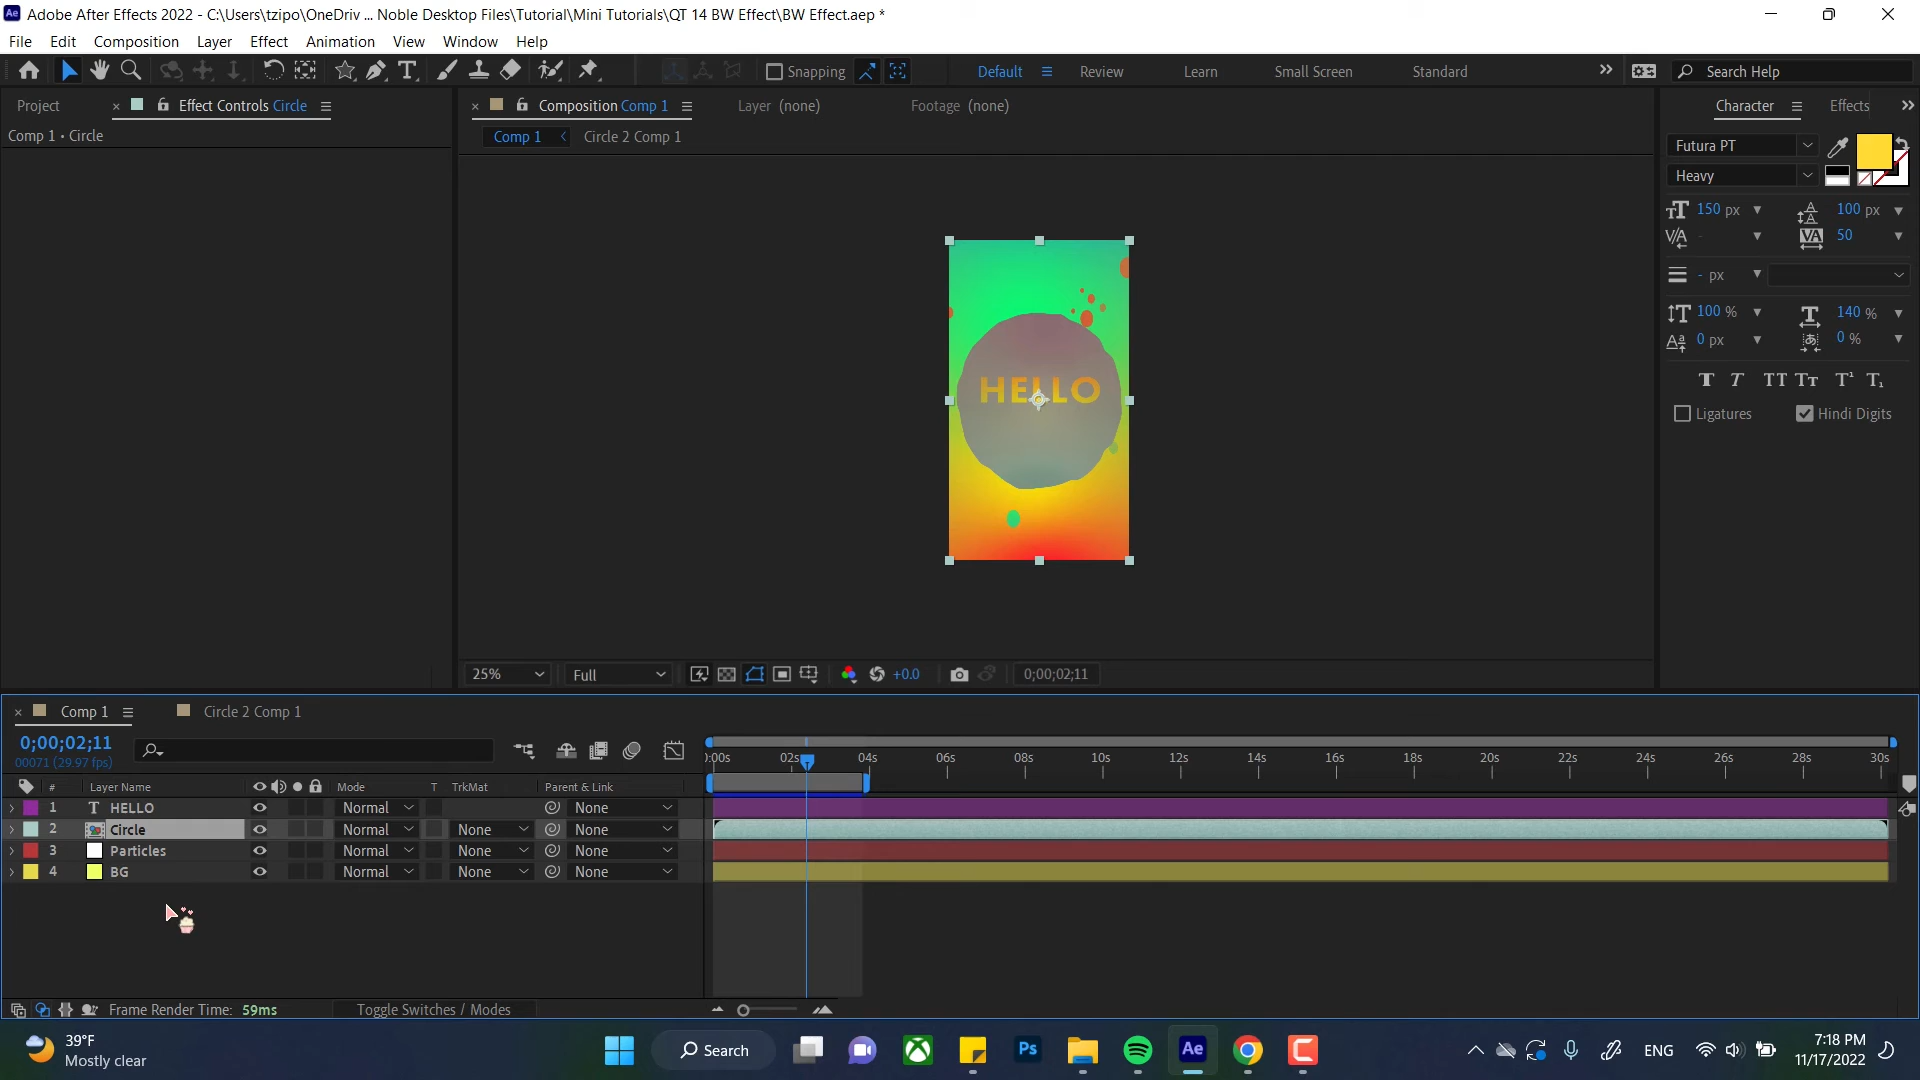 Adobe After Effects 2022 - C:\Users\tzipo\OneDriv ... Noble Desktop Files\Tutorial\Mini Tutorials\QT 14 BW Effect\BW Effect.aep *
File Edit Composition Layer Effect Animation View Window Help
Snapping Default Review Learn Small Screen Standard Search Help
Project Effect Controls Circle Composition Comp 1 Layer (none) Footage (none) Character Effects
Comp 1 • Circle
Comp 1 Circle 2 Comp 1
Futura PT
Heavy
150 px 100 px
- 50
- px
100 % 140 %
0 px 0 %
Ligatures Hindi Digits
HELLO
25% Full +0.0 0;00;02;11
Comp 1 Circle 2 Comp 1
0;00;02;11
00071 (29.97 fps)
):00s 02s 04s 06s 08s 10s 12s 14s 16s 18s 20s 22s 24s 26s 28s 30s
# Layer Name Mode T TrkMat Parent & Link
1 T HELLO Normal None
2 Circle Normal None None
3 Particles Normal None None
4 BG Normal None None
Frame Render Time: 59ms Toggle Switches / Modes
39°F
Mostly clear
Search
Ps
Ae
ENG
7:18 PM
11/17/2022